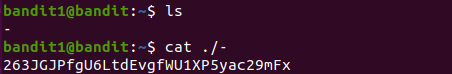 bandit1@bandit:~$ ls
-
bandit1@bandit:~$ cat ./-
263JGJPfgU6LtdEvgfWU1XP5yac29mFx